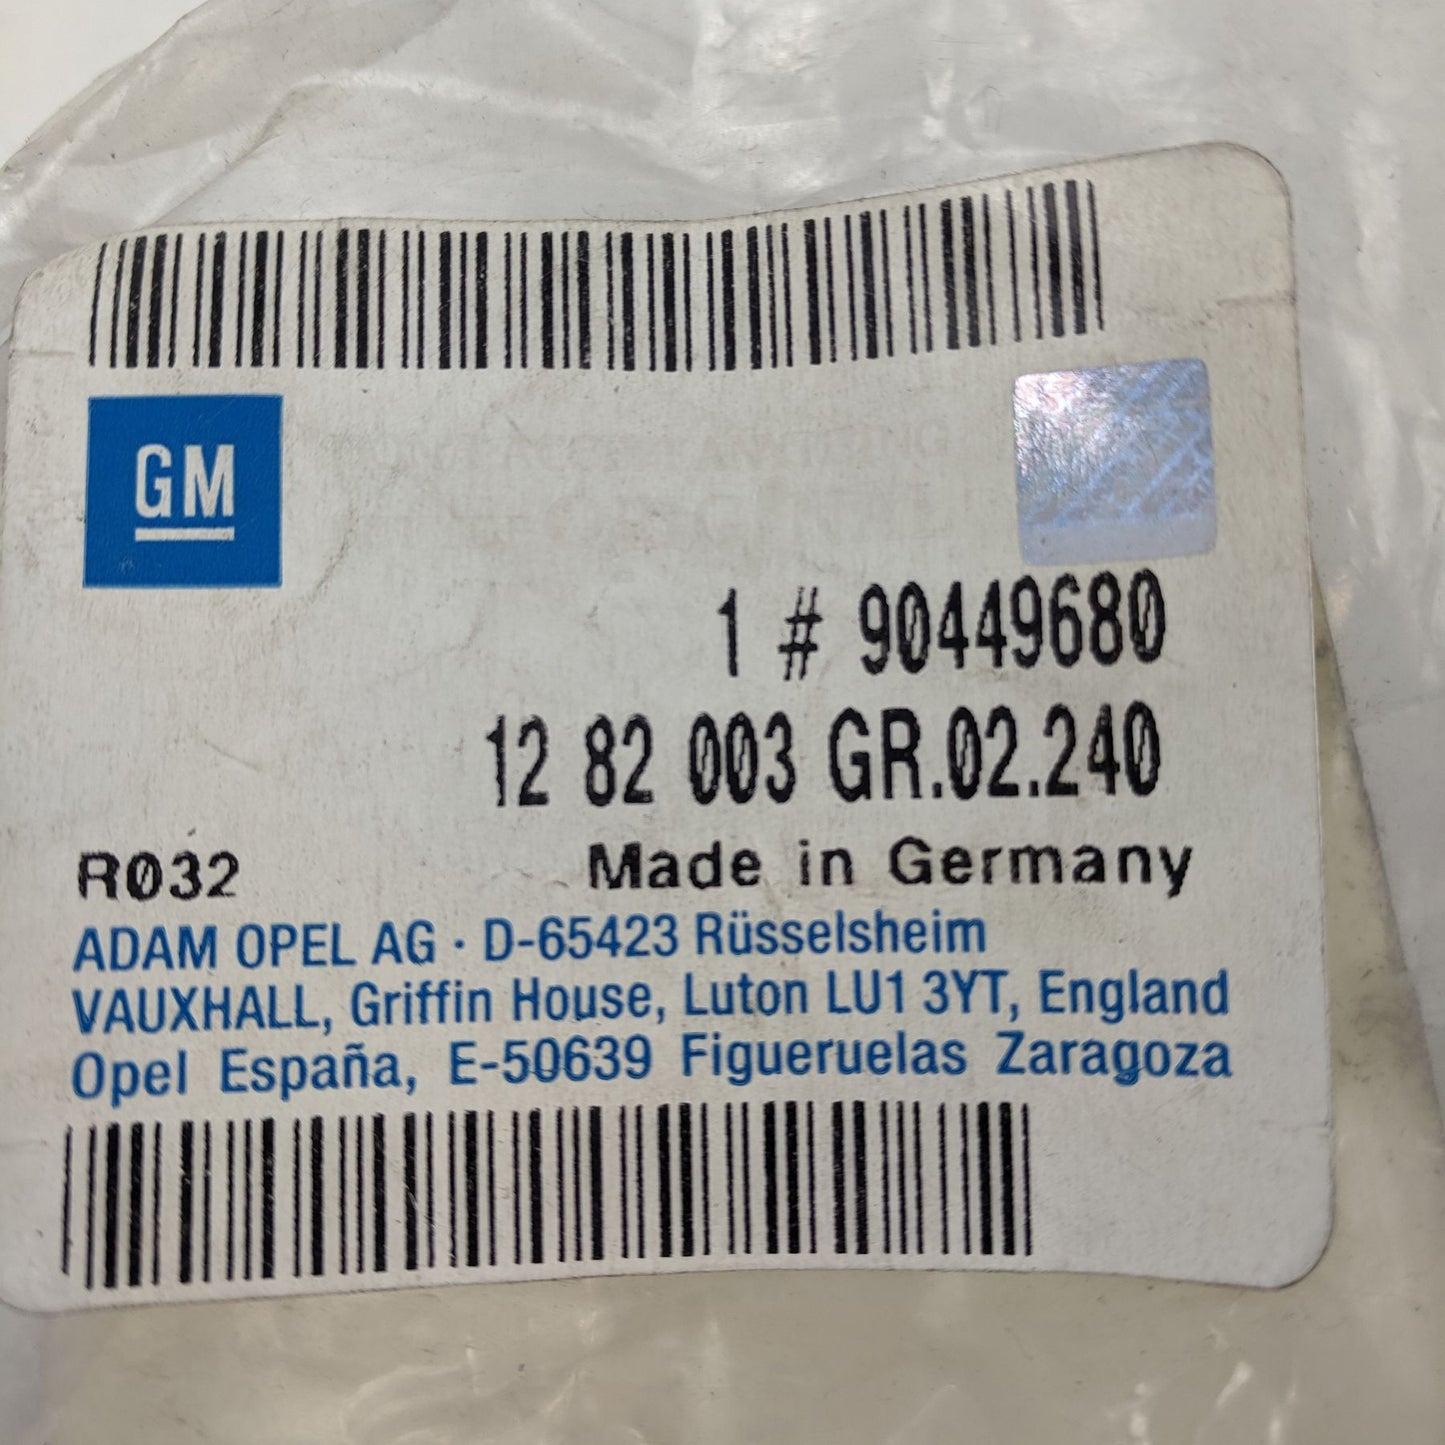 GM
1 # 90449680
12 82 003 GR.02.240
R032 Made in Germany
ADAM OPEL AG · D-65423 Rüsselsheim
VAUXHALL, Griffin House, Luton LU1 3YT, England
Opel España, E-50639 Figueruelas Zaragoza